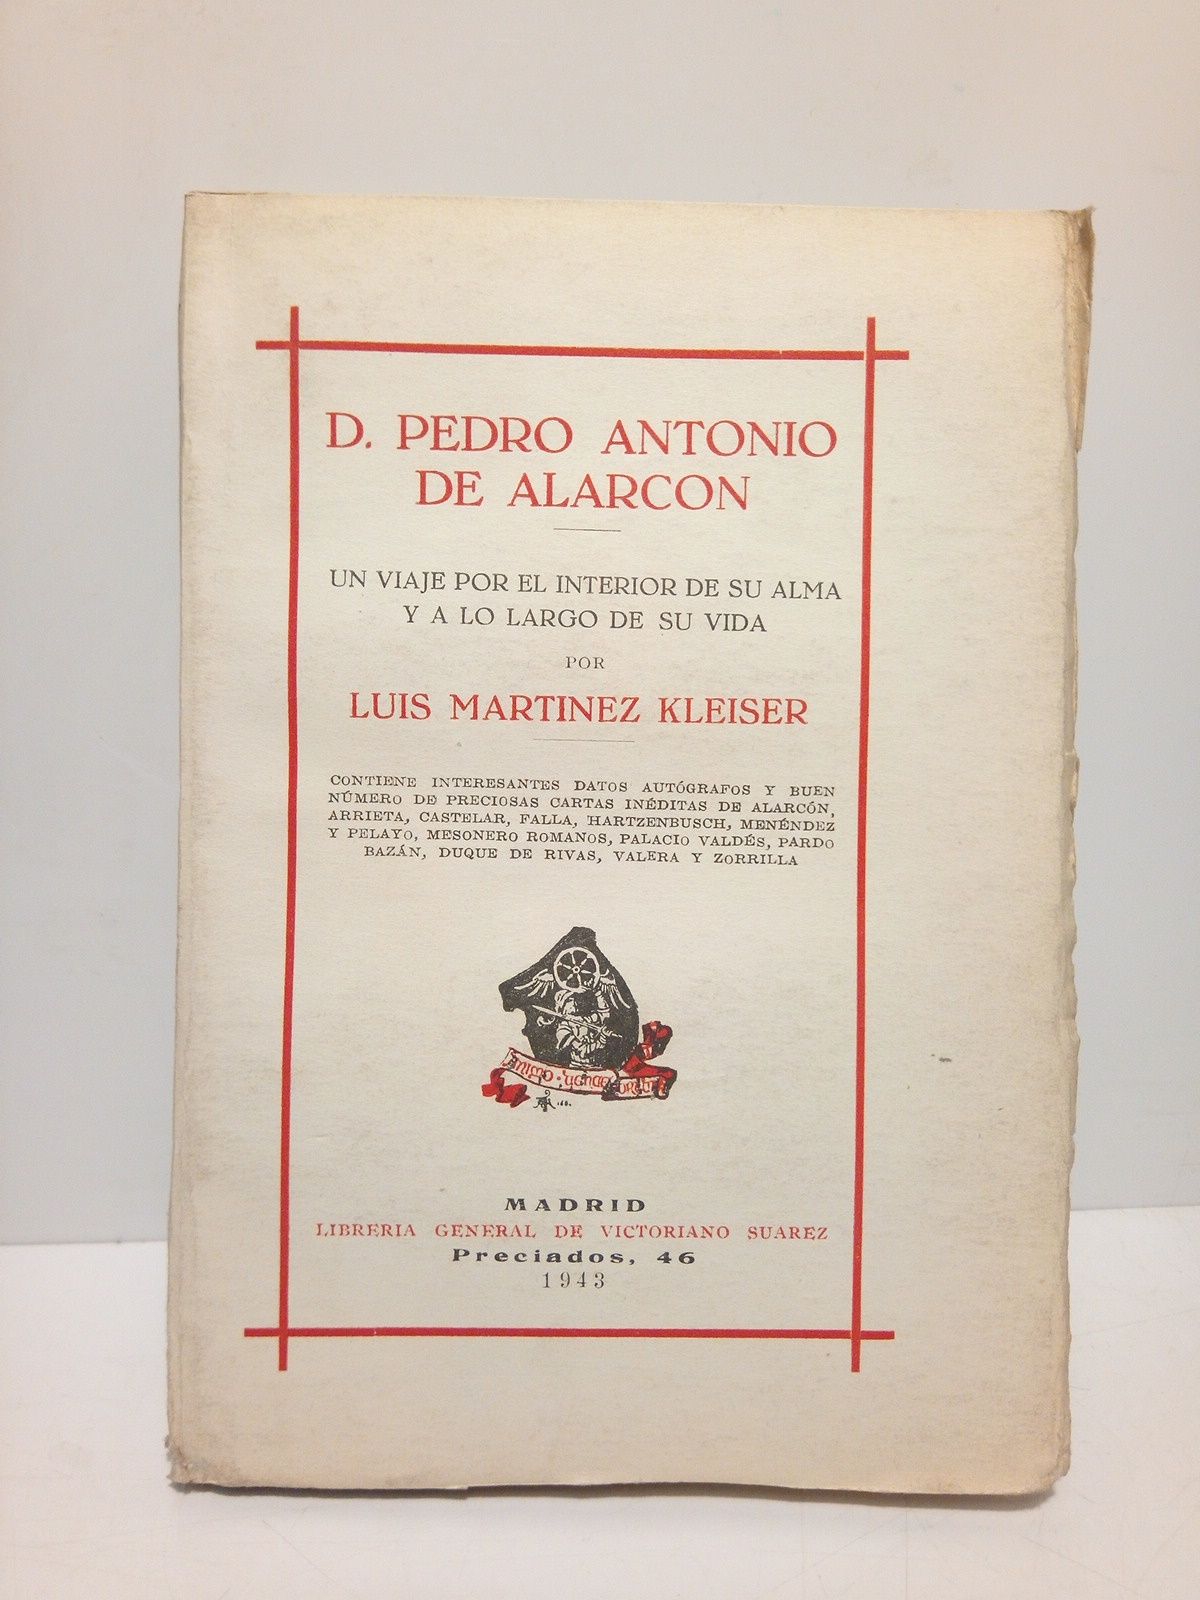 D. PEDRO ANTONIO
DE ALARCON
UN VIAJE POR EL INTERIOR DE SU ALMA
Y A LO LARGO DE SU VIDA
POR
LUIS MARTINEZ KLEISER
CONTIENE INTERESANTES DATOS AUTÓGRAFOS Y BUEN
NÚMERO DE PRECIOSAS CARTAS INÉDITAS DE ALARCÓN,
ARRIETA, CASTELAR, FALLA, HARTZENBUSCH, MENÉNDEZ
Y PELAYO, MESONERO ROMANOS, PALACIO VALDÉS, PARDO
BAZÁN, DUQUE DE RIVAS, VALERA Y ZORRILLA
MADRID
LIBRERIA GENERAL DE VICTORIANO SUAREZ
Preciados, 46
1943